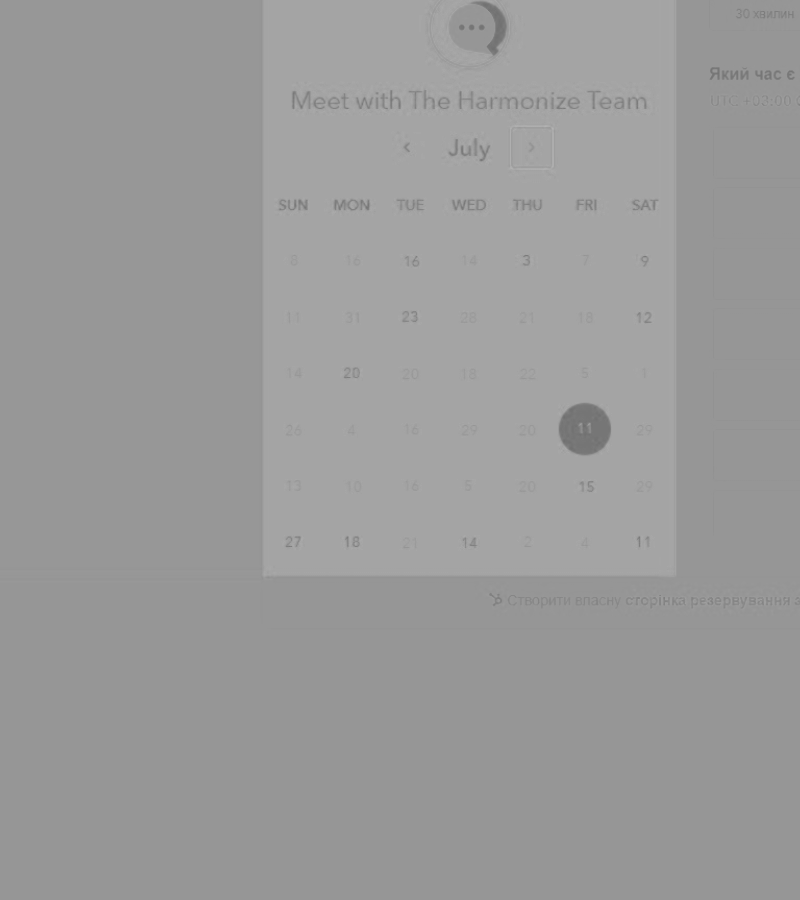 30 хвилин
Meet with The Harmonize Team
Який час є
UTC +03:00
July
SUN MON TUE WED THU FRI SAT
8 16 16 14 3 7 9
11 31 23 28 21 18 12
14 20 20 18 22 5 1
26 4 16 29 20 11 29
13 10 16 5 20 15 29
27 18 21 14 2 4 11
Створити власну сторінка резервування